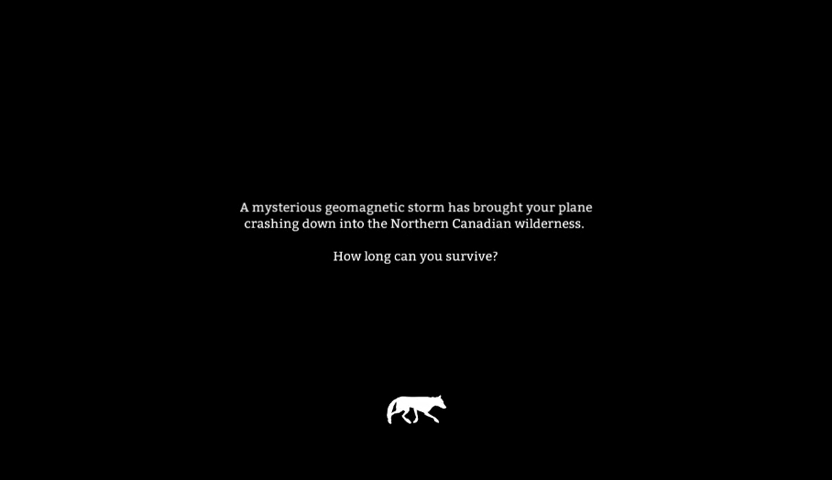 A mysterious geomagnetic storm has brought your plane
crashing down into the Northern Canadian wilderness.
How long can you survive?